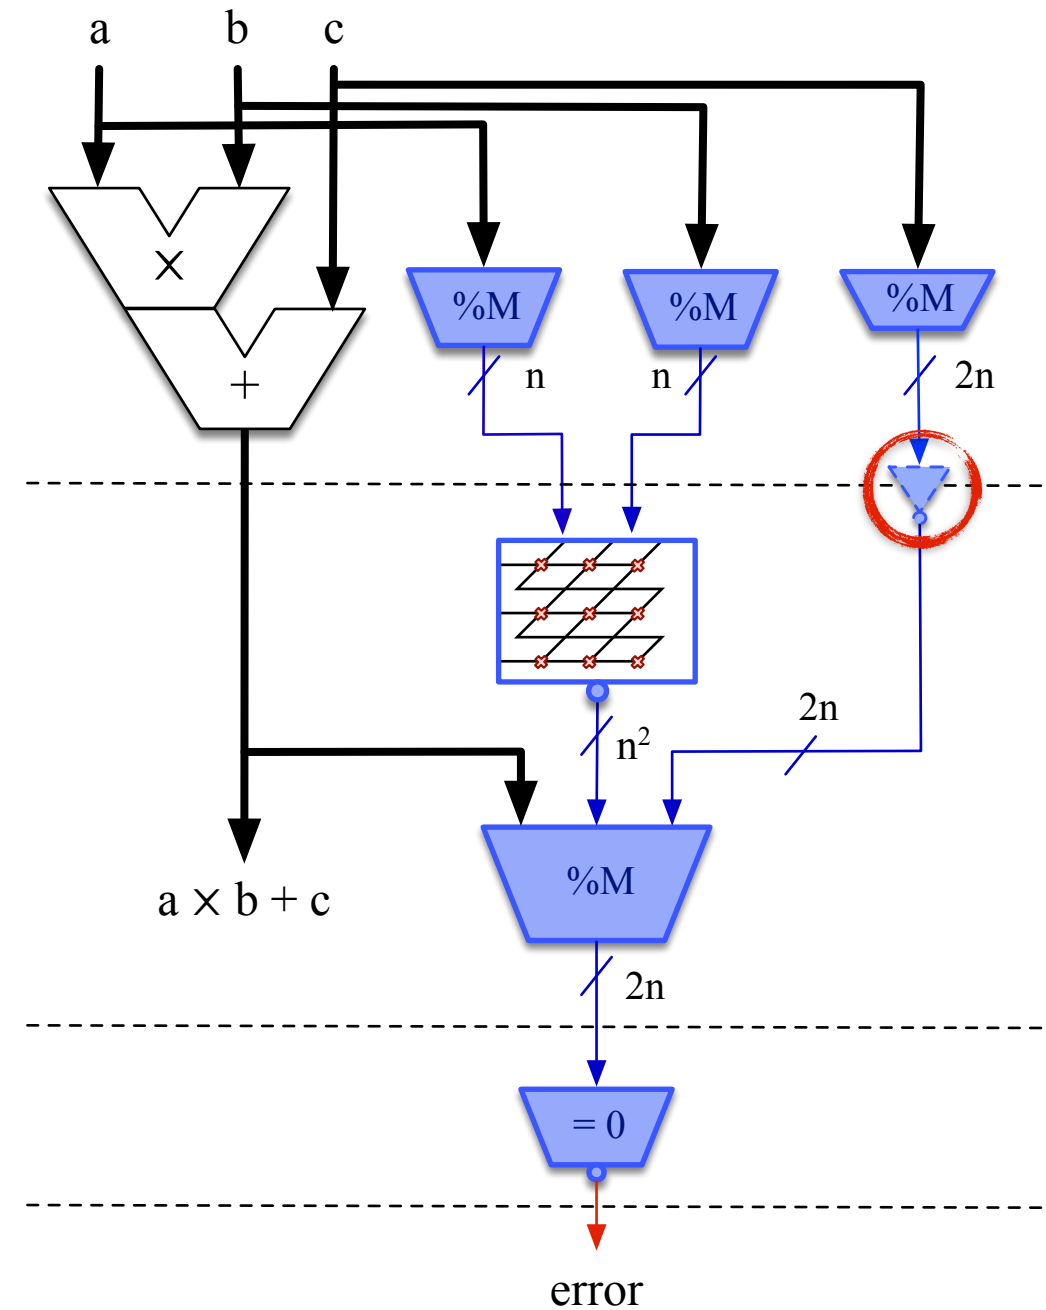 a b c
×
%M %M %M
n n 2n
+
2n
n²
%M
a × b + c
2n
= 0
error